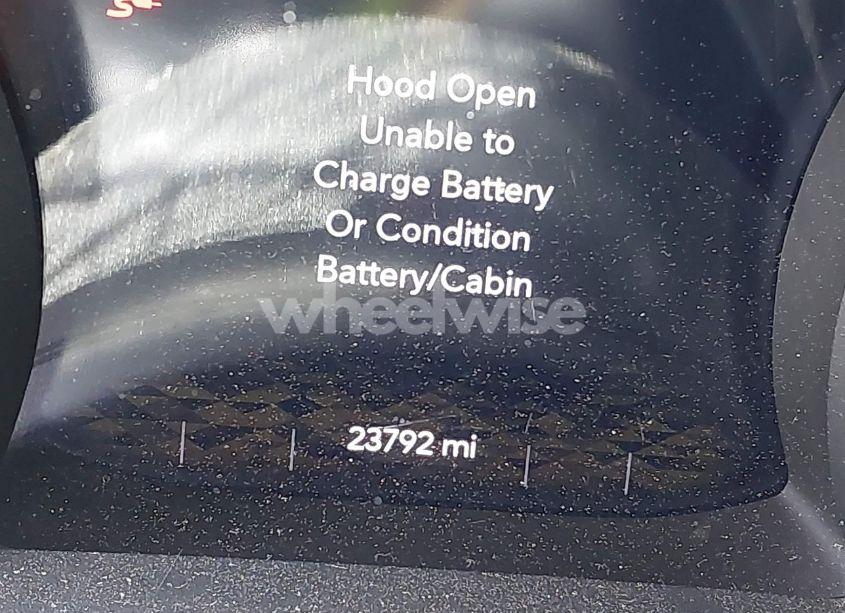 Hood Open
Unable to
Charge Battery
Or Condition
Battery/Cabin
wheelwise
23792 mi